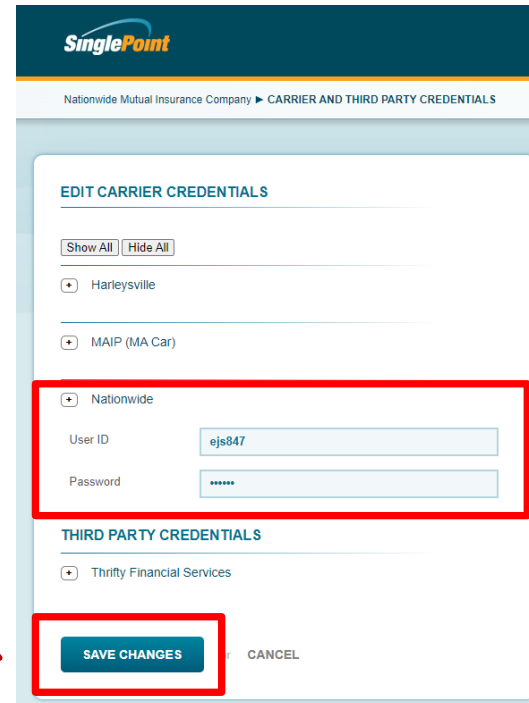 SinglePoint
Nationwide Mutual Insurance Company ► CARRIER AND THIRD PARTY CREDENTIALS
EDIT CARRIER CREDENTIALS
Show All Hide All
+ Harleysville
+ MAIP (MA Car)
+ Nationwide
User ID ejs847
Password ••••••
THIRD PARTY CREDENTIALS
+ Thrifty Financial Services
SAVE CHANGES CANCEL